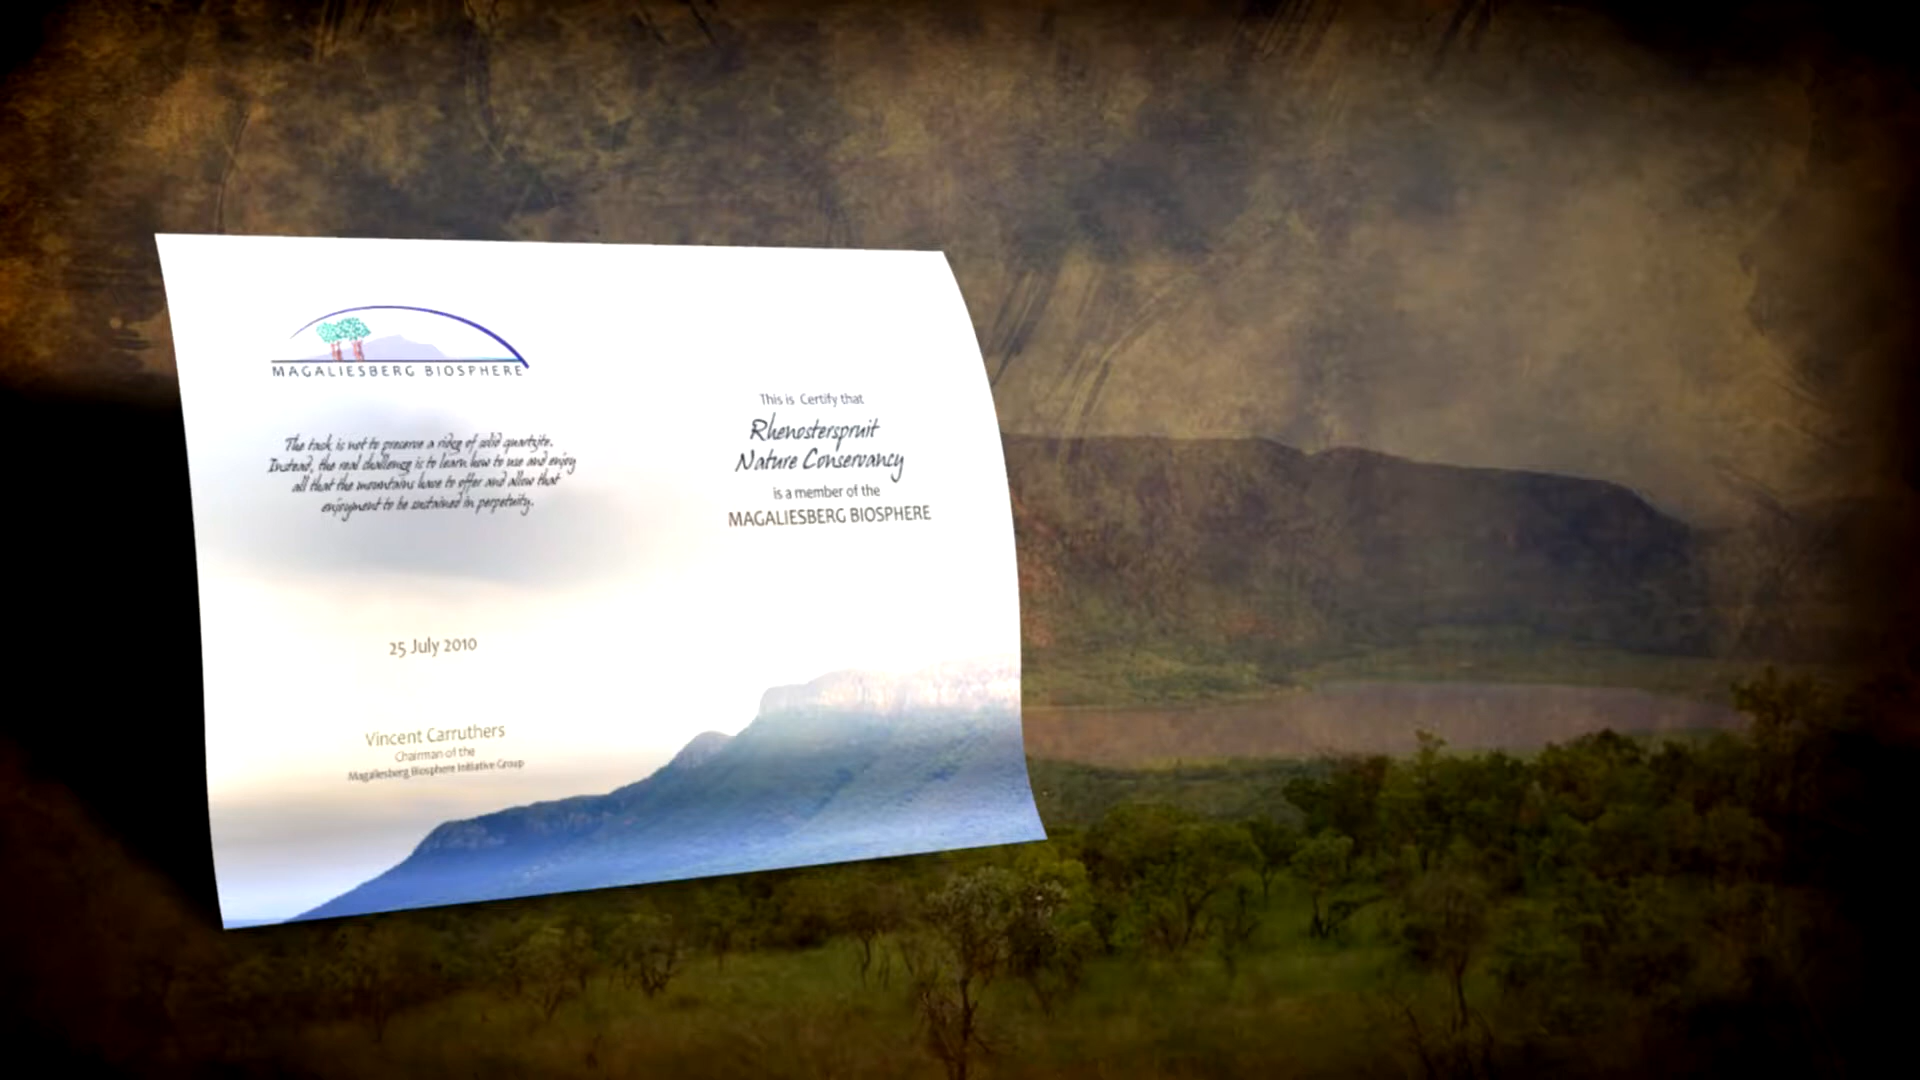 MAGALIESBERG BIOSPHERE
The task is not to preserve a ridge of solid quartzite.
Instead, the real challenge is to learn how to use and enjoy
all that the mountains have to offer and allow that
enjoyment to be sustained in perpetuity.
25 July 2010
Vincent Carruthers
Chairman of the
Magaliesberg Biosphere Initiative Group
This is Certify that
Rhenosterspruit
Nature Conservancy
is a member of the
MAGALIESBERG BIOSPHERE